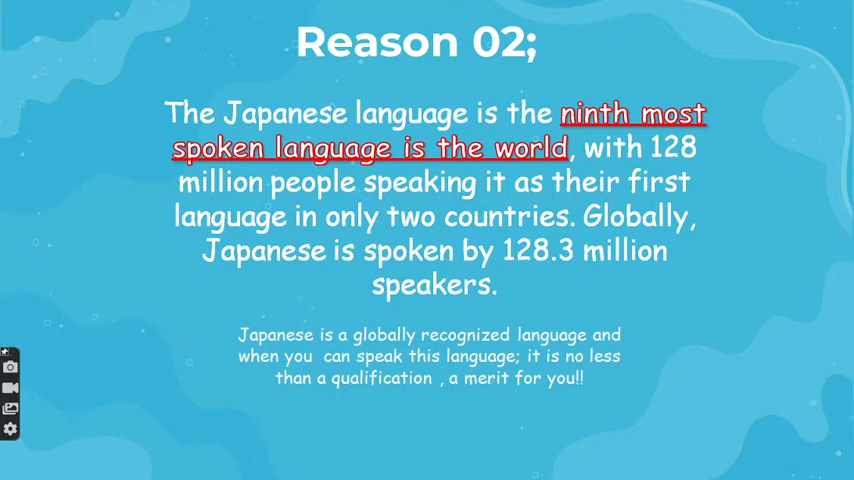 Reason 02;
The Japanese language is the ninth most
spoken language is the world, with 128
million people speaking it as their first
language in only two countries. Globally,
Japanese is spoken by 128.3 million
speakers.
Japanese is a globally recognized language and
when you can speak this language; it is no less
than a qualification , a merit for you!!